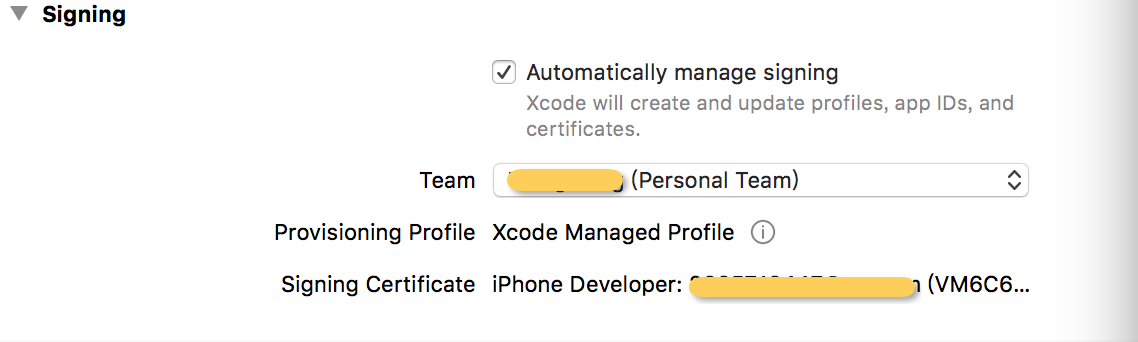 Signing
Automatically manage signing
Xcode will create and update profiles, app IDs, and
certificates.
Team (Personal Team)
Provisioning Profile Xcode Managed Profile
Signing Certificate iPhone Developer: (VM6C6...